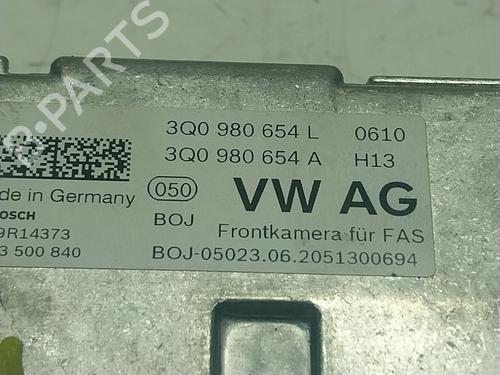 B-PARTS
3Q0 980 654 L 0610
3Q0 980 654 A H13
de in Germany
050
VW AG
OSCH
BOJ
9R14373
Frontkamera für FAS
3 500 840
BOJ-05023.06.2051300694